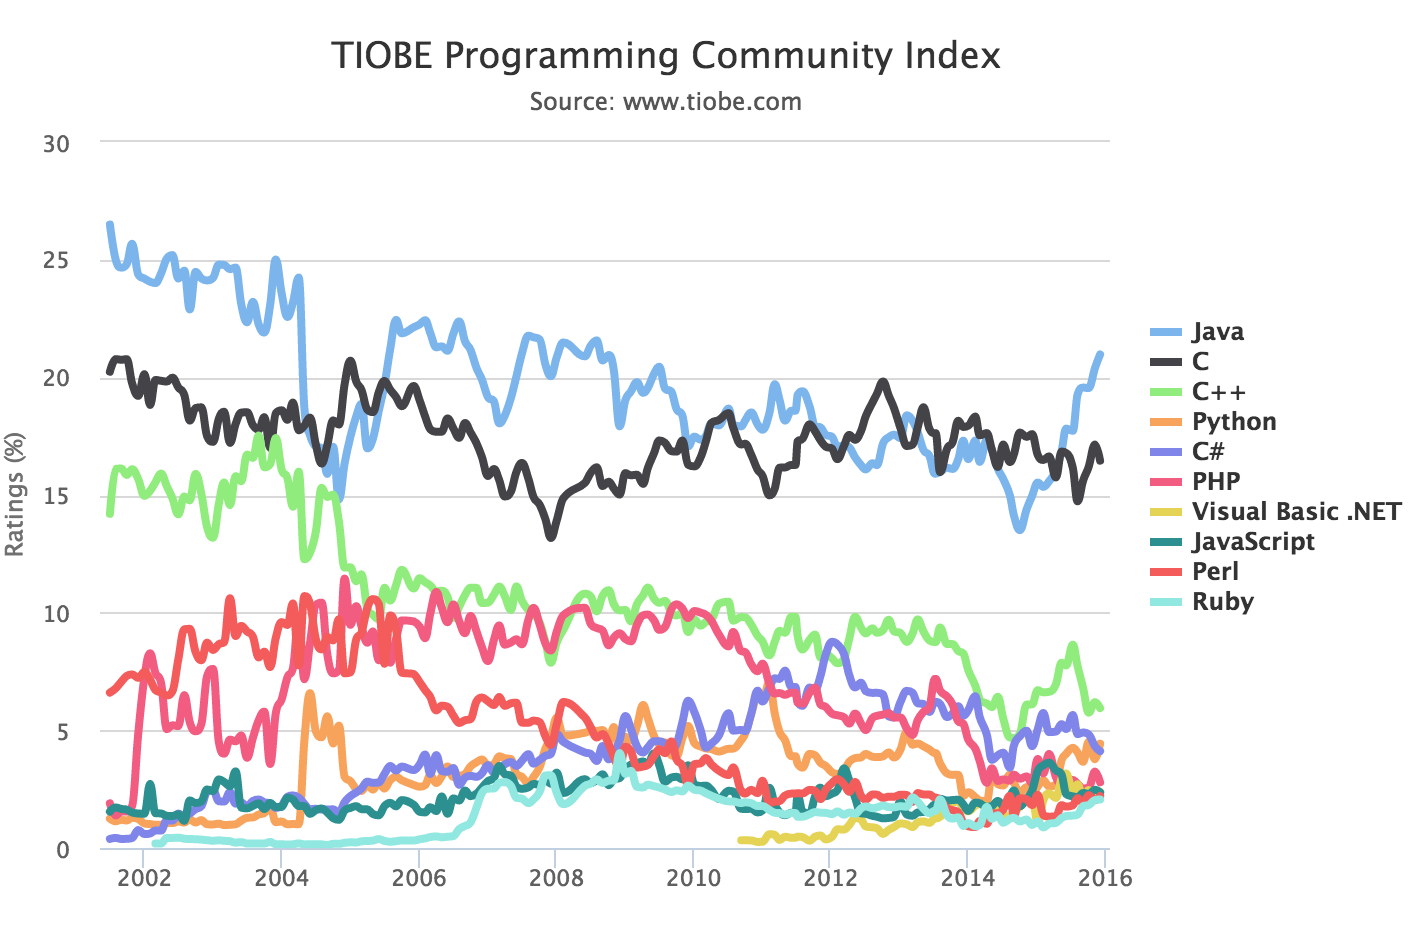 TIOBE Programming Community Index
Source: www.tiobe.com
Ratings (%)
30
25
20
15
10
5
0
2002 2004 2006 2008 2010 2012 2014 2016
Java
C
C++
Python
C#
PHP
Visual Basic .NET
JavaScript
Perl
Ruby